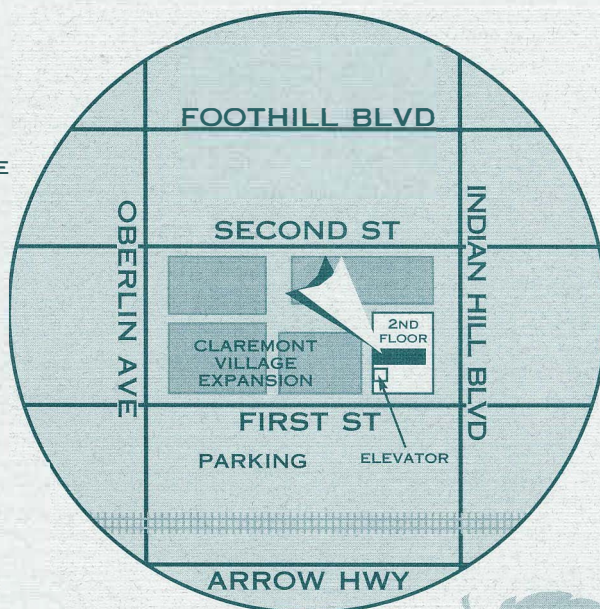 FOOTHILL BLVD
E
OBERLIN AVE
SECOND ST
INDIAN HILL BLVD
2ND
FLOOR
CLAREMONT
VILLAGE
EXPANSION
FIRST ST
PARKING
ELEVATOR
ARROW HWY